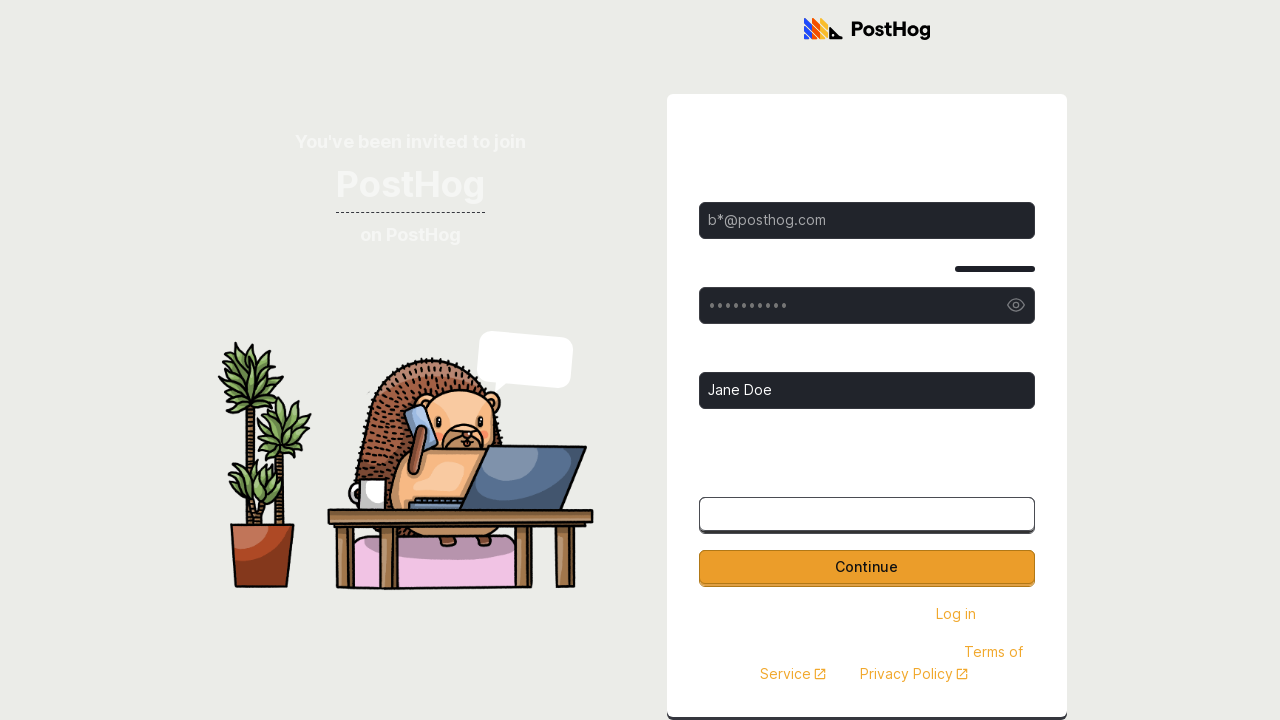 PostHog
You've been invited to join
PostHog
on PostHog
b*@posthog.com
••••••••••
Jane Doe
Continue
Log in
Terms of
Service
Privacy Policy